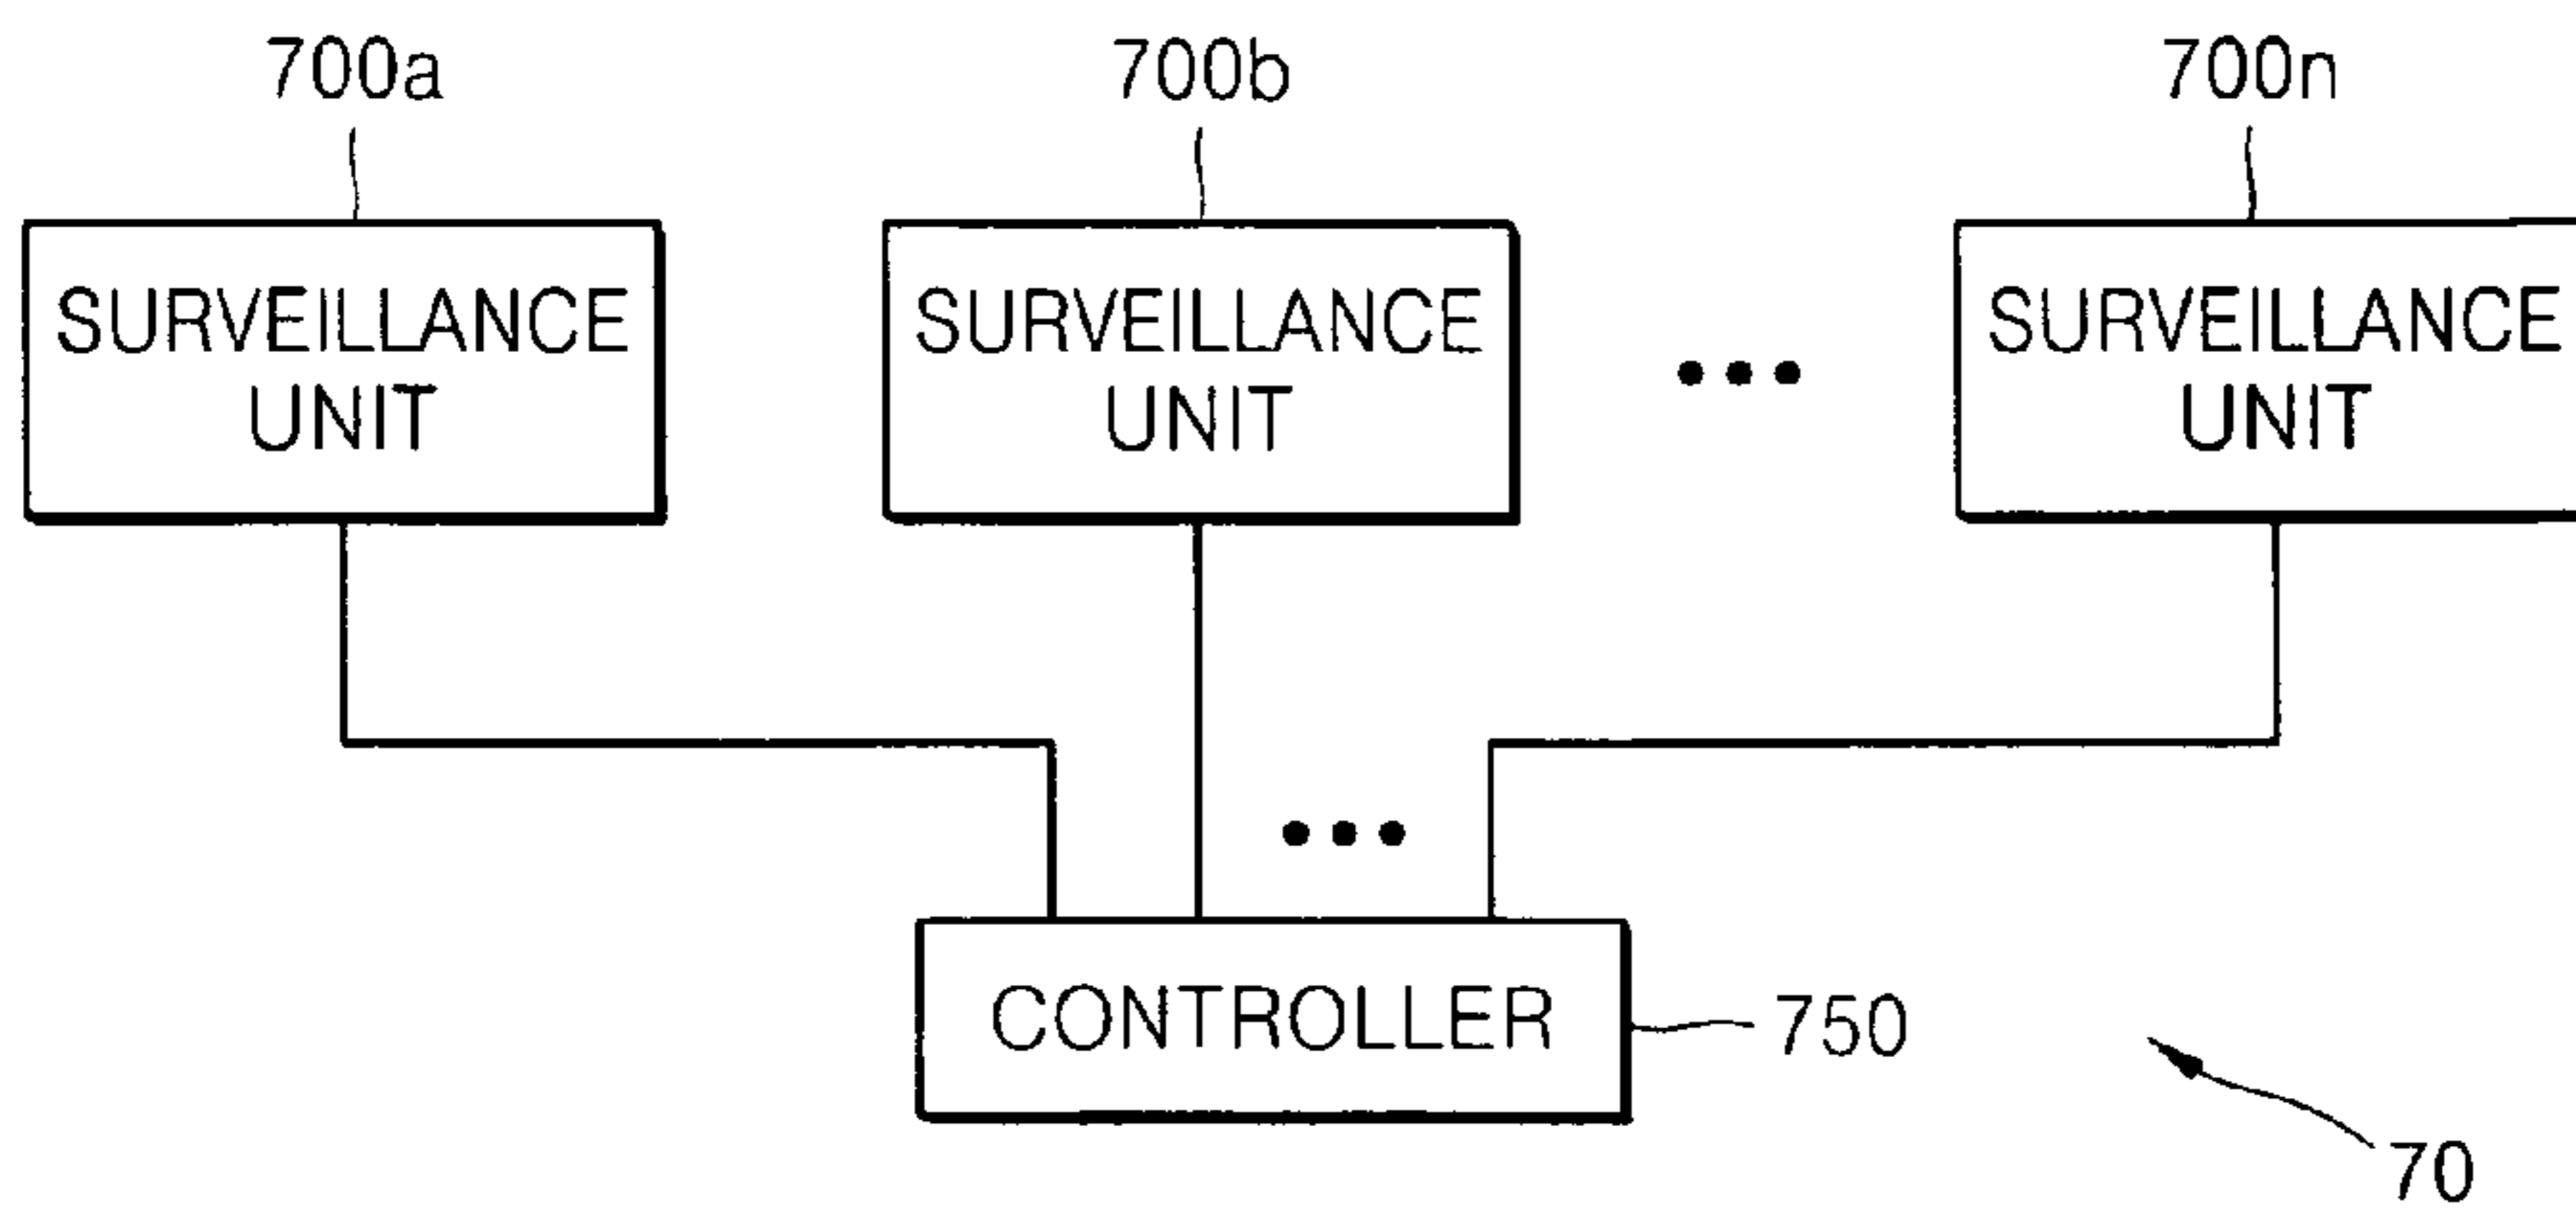 700a
700b
700n
SURVEILLANCE
UNIT
SURVEILLANCE
UNIT
SURVEILLANCE
UNIT
CONTROLLER
750
70